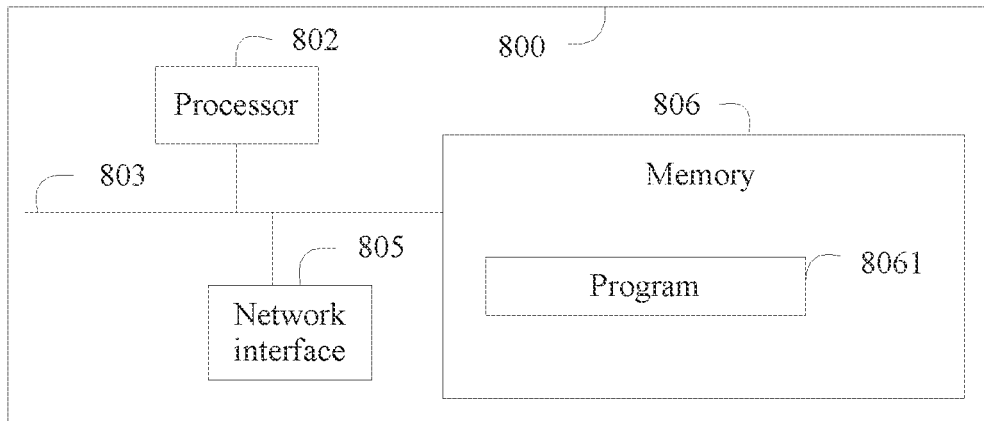 800
802
Processor
806
Memory
803
805
8061
Program
Network
interface